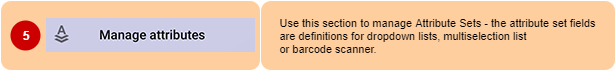 5
Manage attributes
Use this section to manage Attribute Sets - the attribute set fields
are definitions for dropdown lists, multiselection list
or barcode scanner.